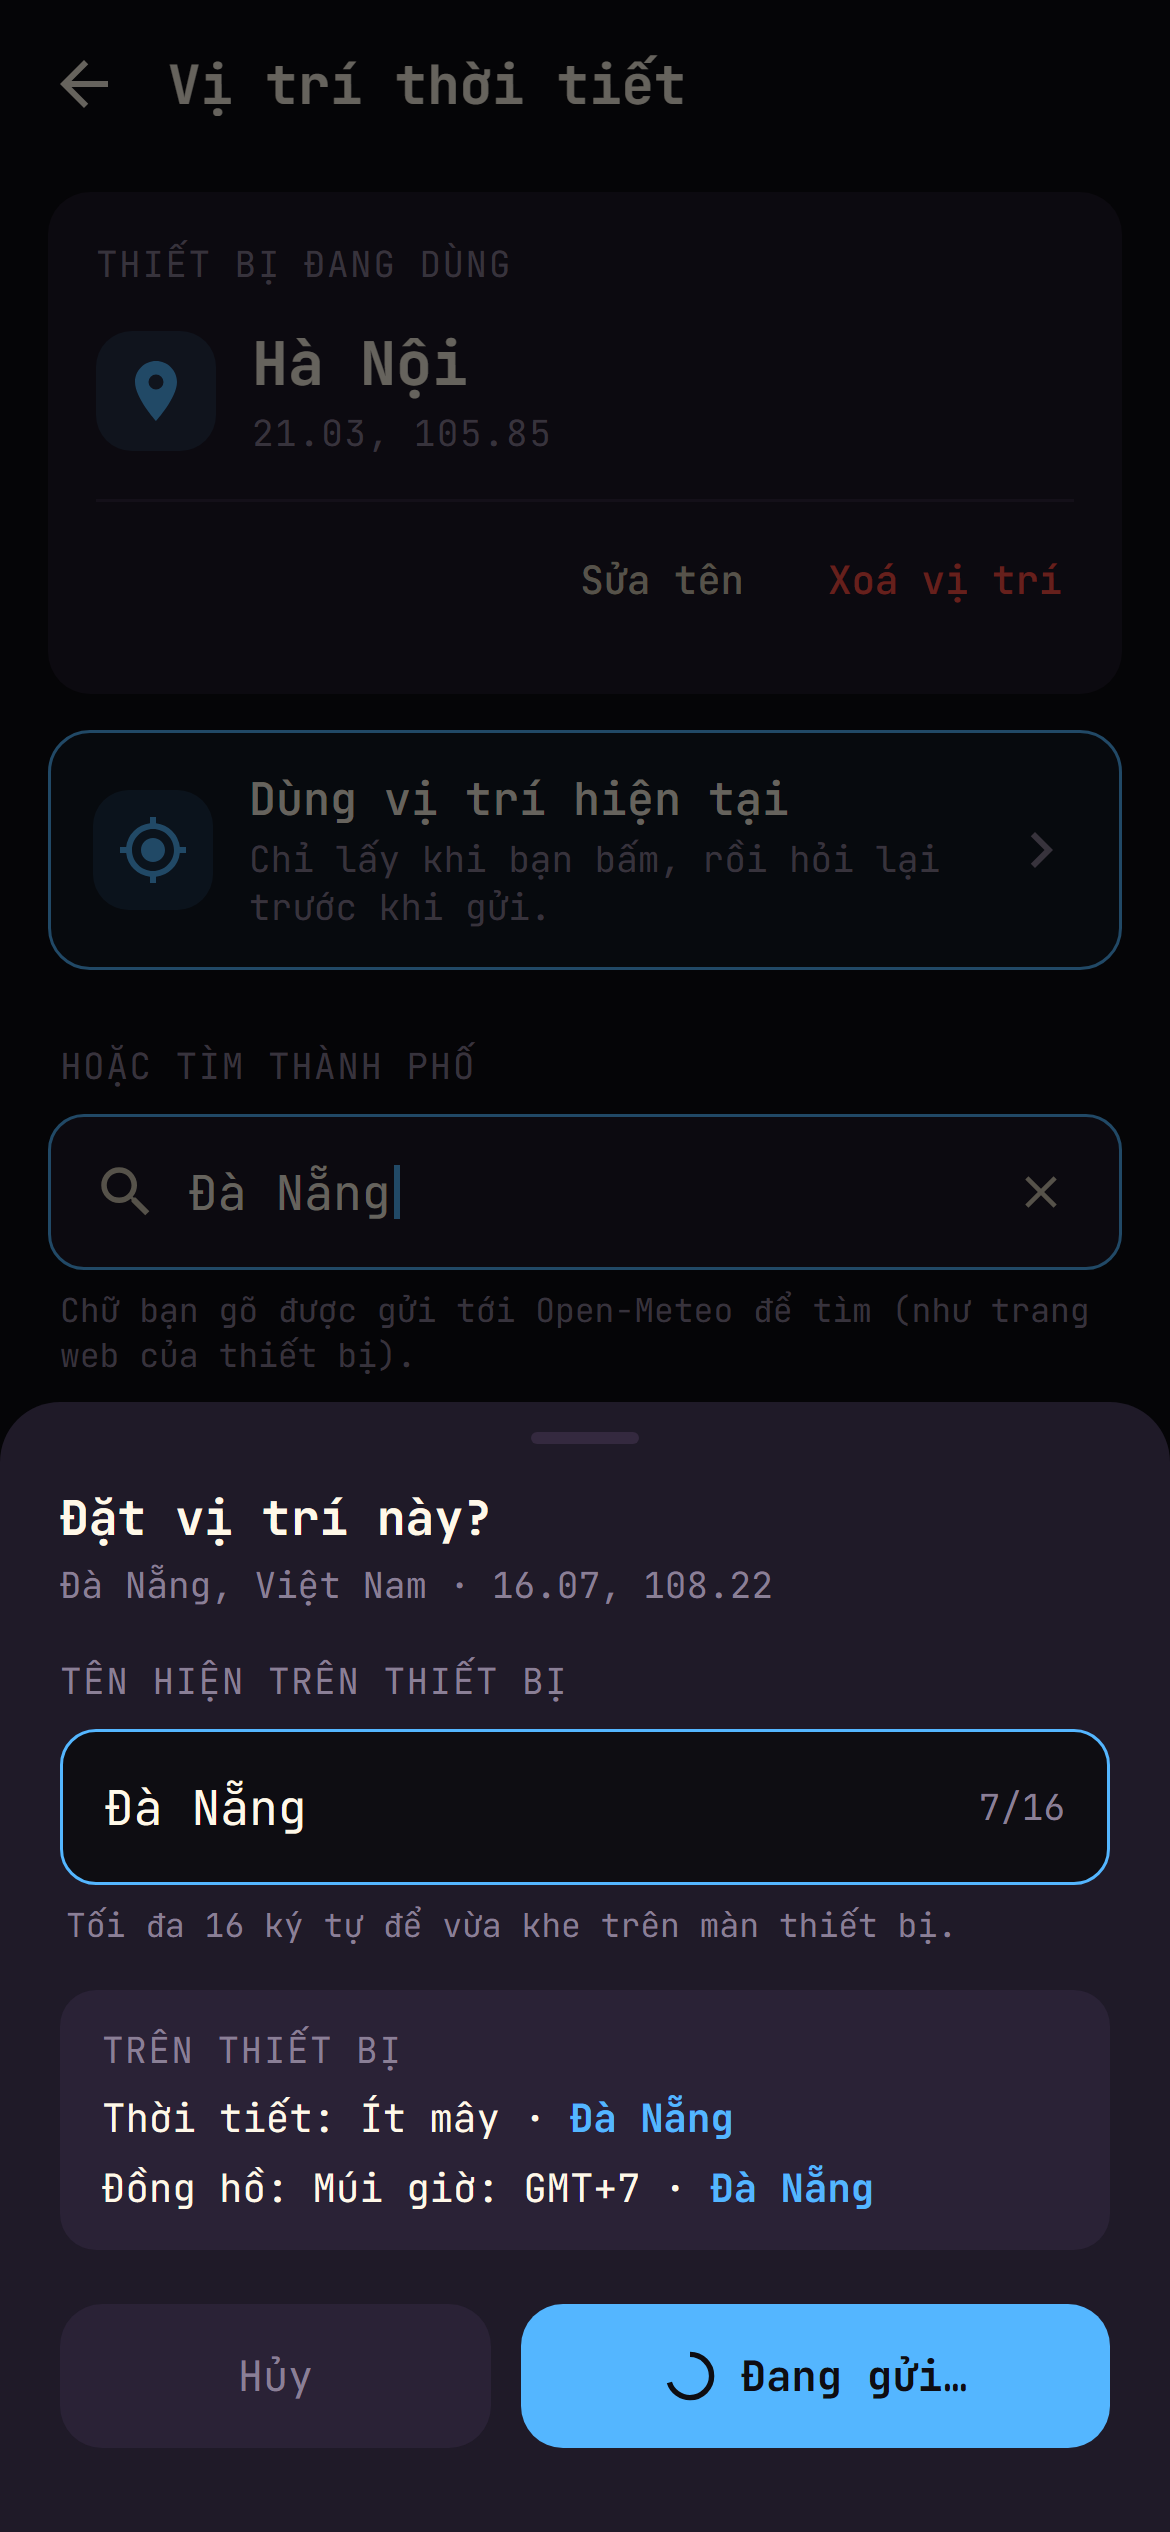 Vị trí thời tiết
THIẾT BỊ ĐANG DÙNG
Hà Nội
21.03, 105.85
Sửa tên
Xoá vị trí
Dùng vị trí hiện tại
Chỉ lấy khi bạn bấm, rồi hỏi lại
trước khi gửi.
HOẶC TÌM THÀNH PHỐ
Đà Nẵng
Chữ bạn gõ được gửi tới Open-Meteo để tìm (như trang
web của thiết bị).
Đặt vị trí này?
Đà Nẵng, Việt Nam · 16.07, 108.22
TÊN HIỆN TRÊN THIẾT BỊ
Đà Nẵng
7/16
Tối đa 16 ký tự để vừa khe trên màn thiết bị.
TRÊN THIẾT BỊ
Thời tiết: Ít mây · Đà Nẵng
Đồng hồ: Múi giờ: GMT+7 · Đà Nẵng
Hủy
Đang gửi…